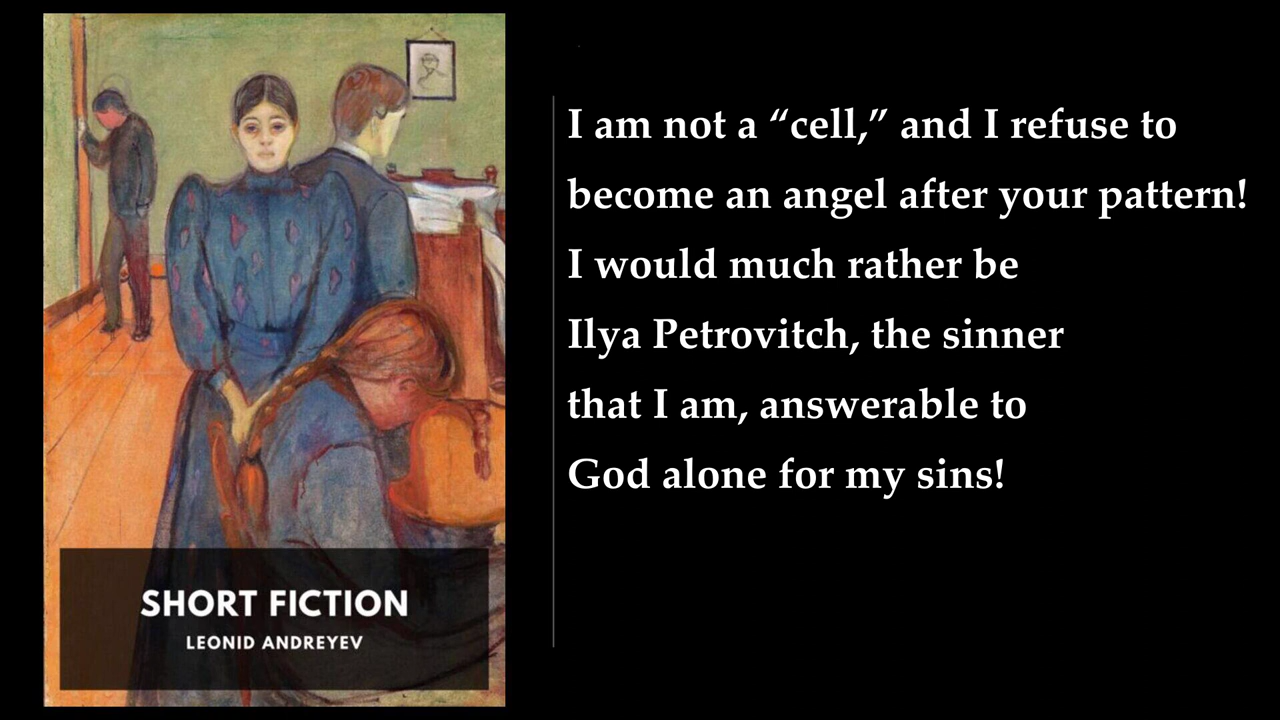 I am not a “cell,” and I refuse to
become an angel after your pattern!
I would much rather be
Ilya Petrovitch, the sinner
that I am, answerable to
God alone for my sins!
SHORT FICTION
LEONID ANDREYEV